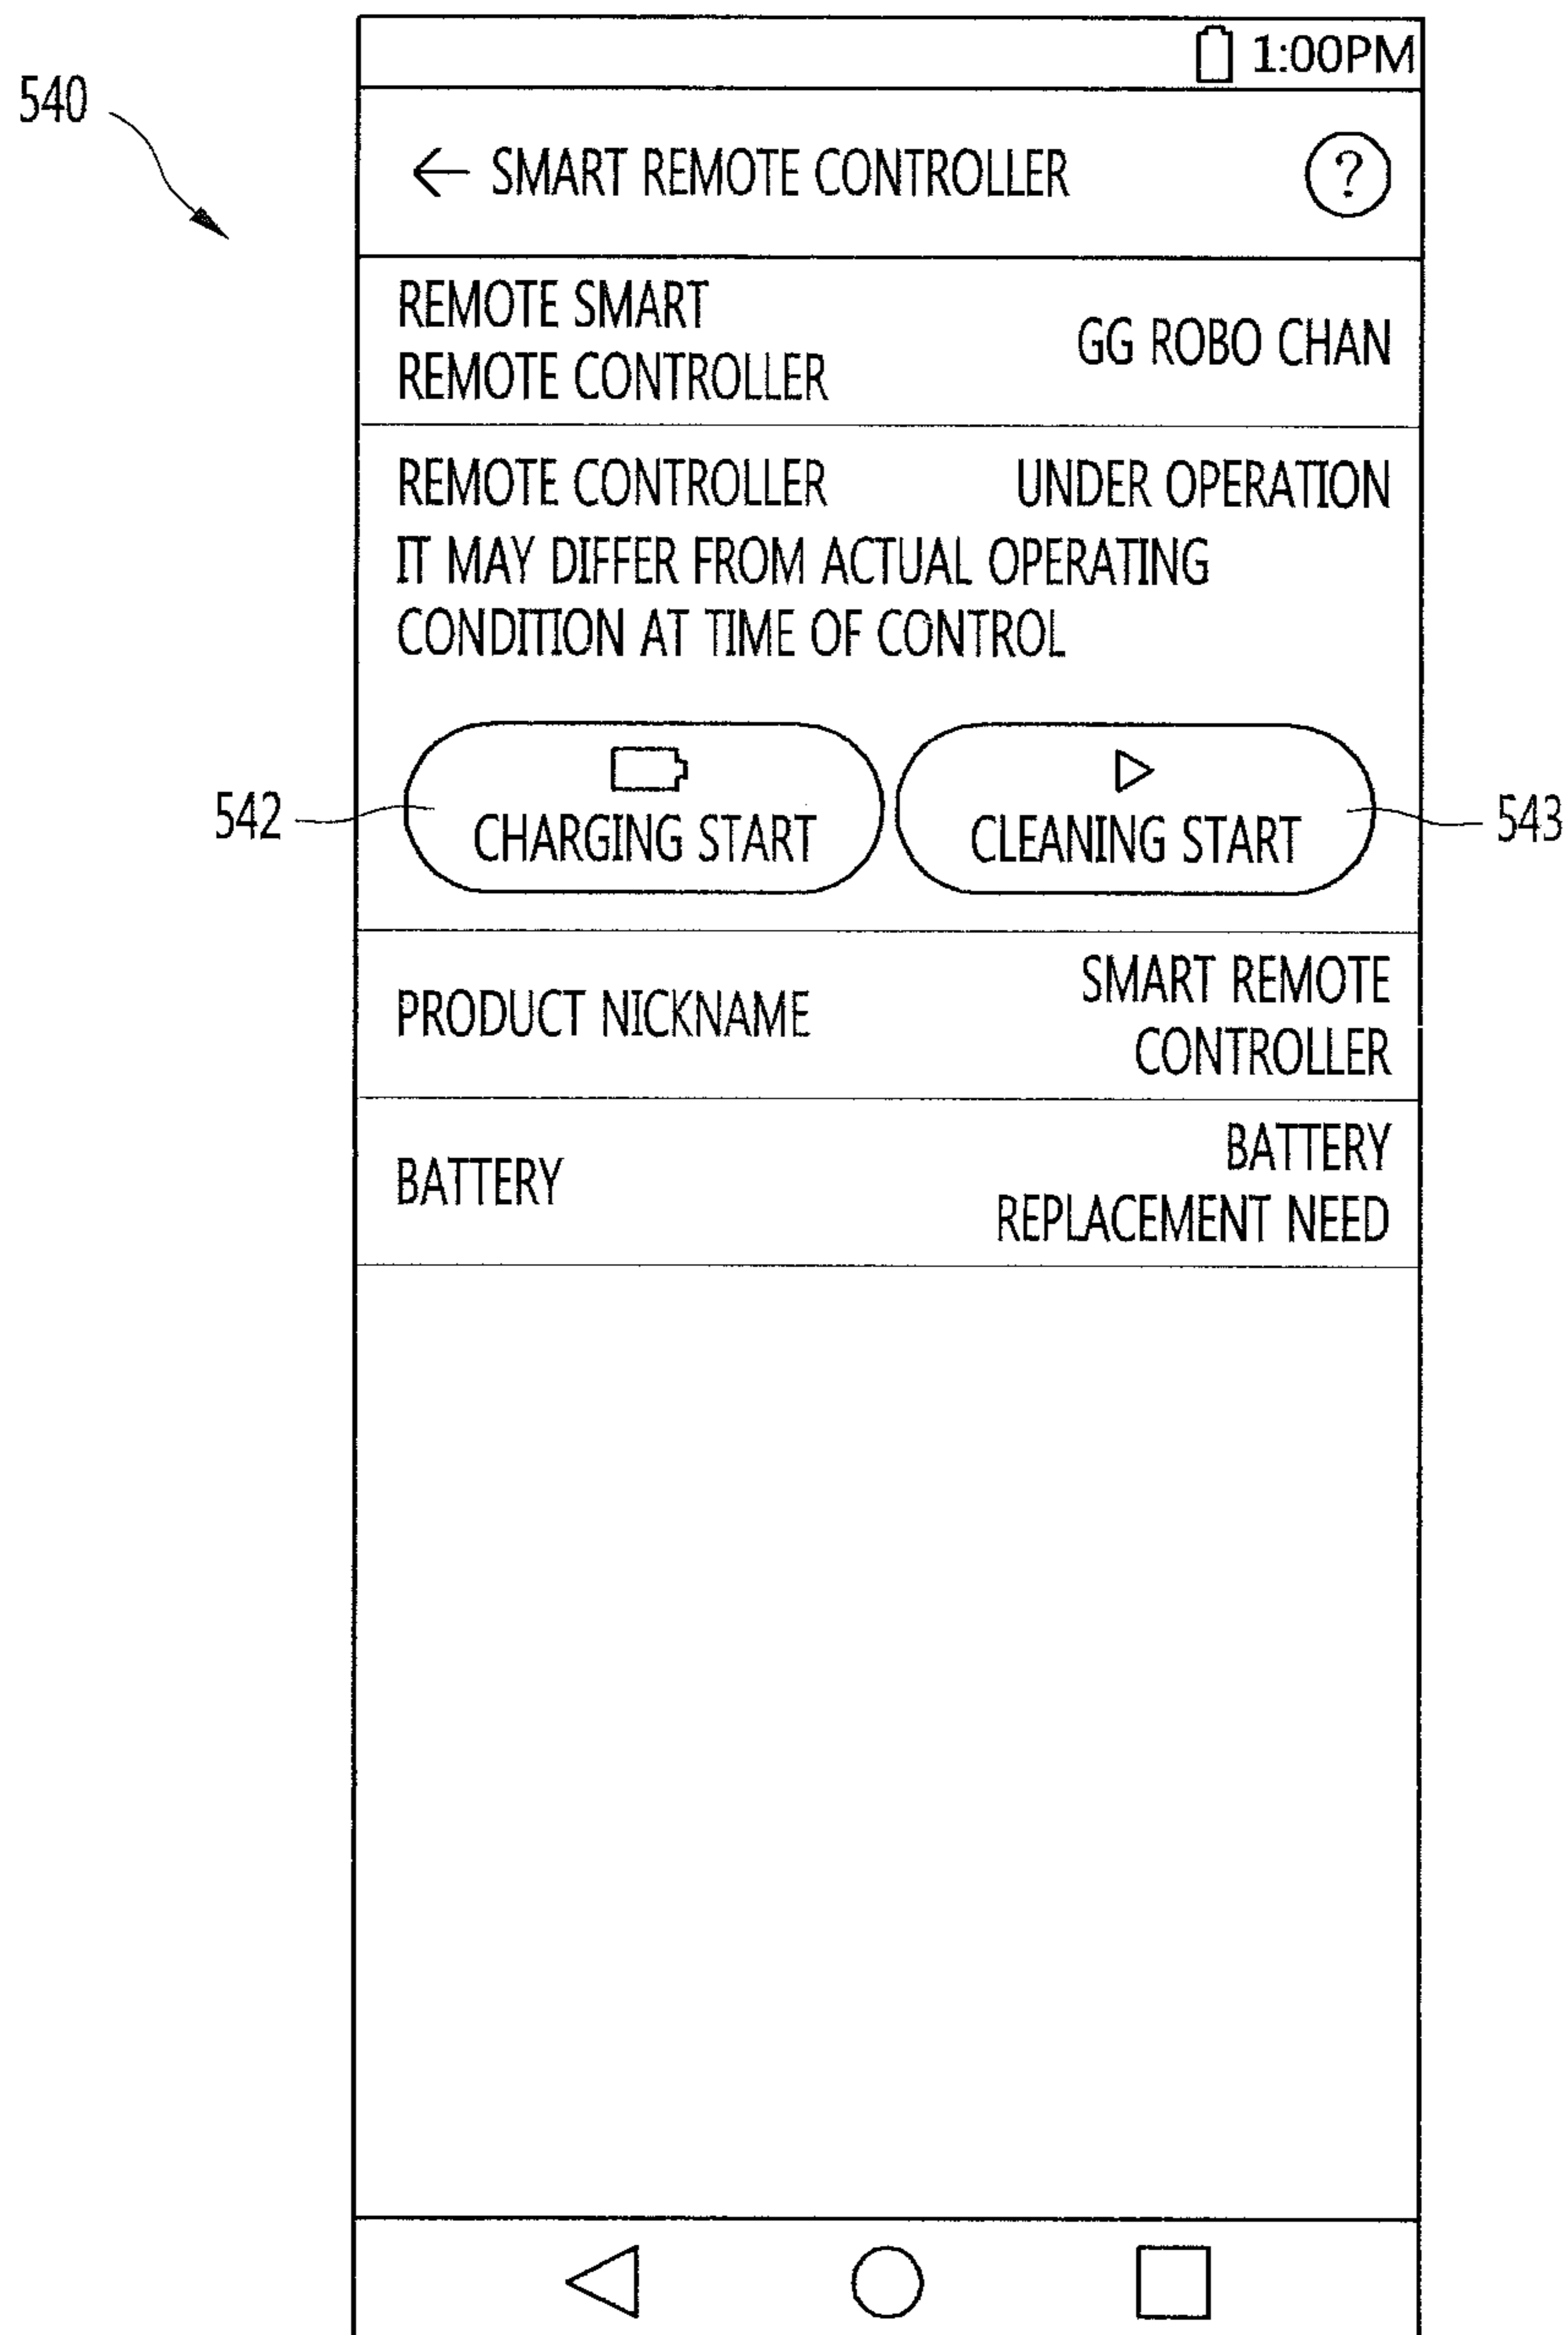 1:00PM
540
← SMART REMOTE CONTROLLER ?
REMOTE SMART
REMOTE CONTROLLER
GG ROBO CHAN
REMOTE CONTROLLER UNDER OPERATION
IT MAY DIFFER FROM ACTUAL OPERATING
CONDITION AT TIME OF CONTROL
542
CHARGING START
CLEANING START
543
PRODUCT NICKNAME
SMART REMOTE
CONTROLLER
BATTERY
BATTERY
REPLACEMENT NEED